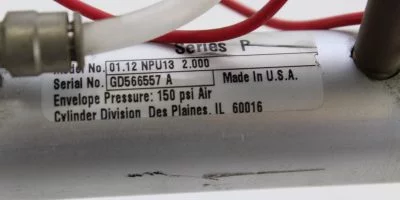 Series P
Model No. 01.12 NPU13 2.000
Serial No. GD566557 A Made in U.S.A.
Envelope Pressure: 150 psi Air
Cylinder Division Des Plaines, IL 60016